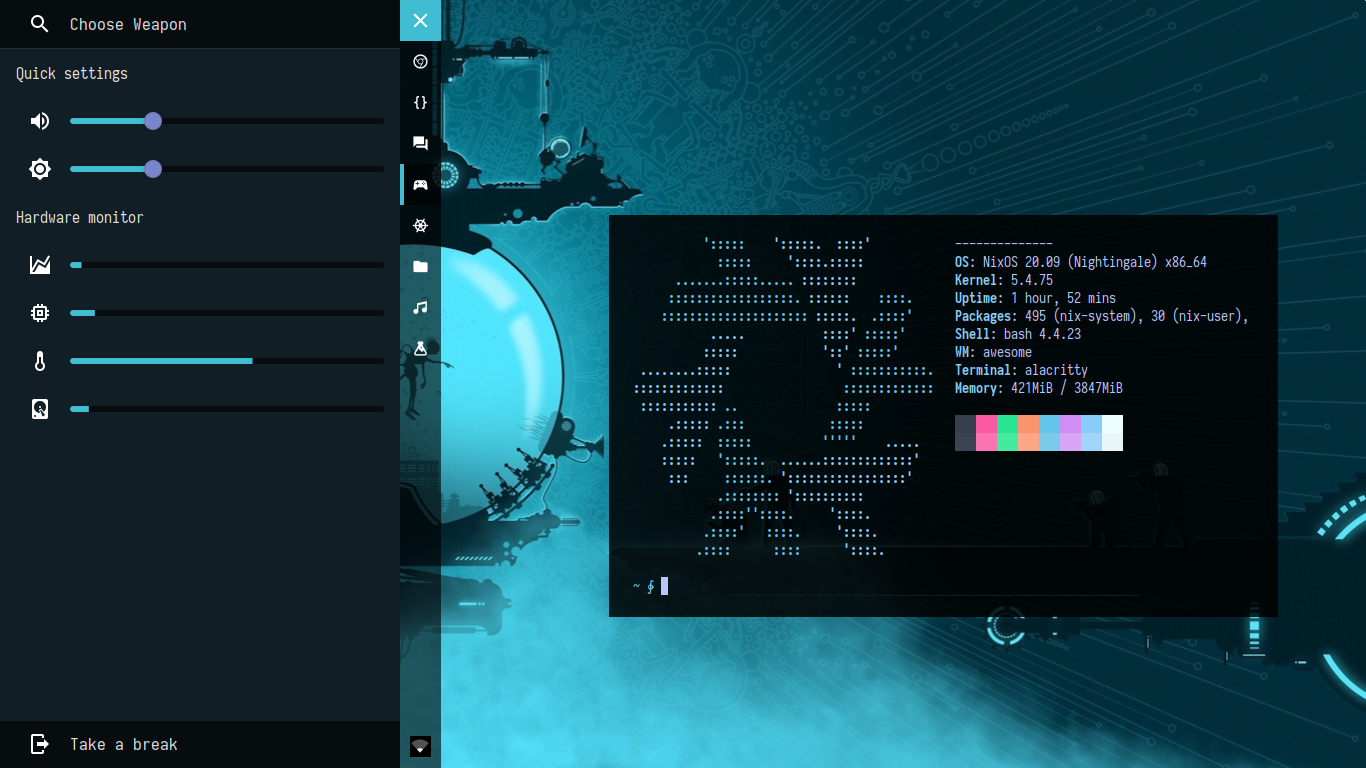 Choose Weapon
Quick settings
Hardware monitor
Take a break
--------------
OS: NixOS 20.09 (Nightingale) x86_64
Kernel: 5.4.75
Uptime: 1 hour, 52 mins
Packages: 495 (nix-system), 30 (nix-user),
Shell: bash 4.4.23
WM: awesome
Terminal: alacritty
Memory: 421MiB / 3847MiB
~ ∮